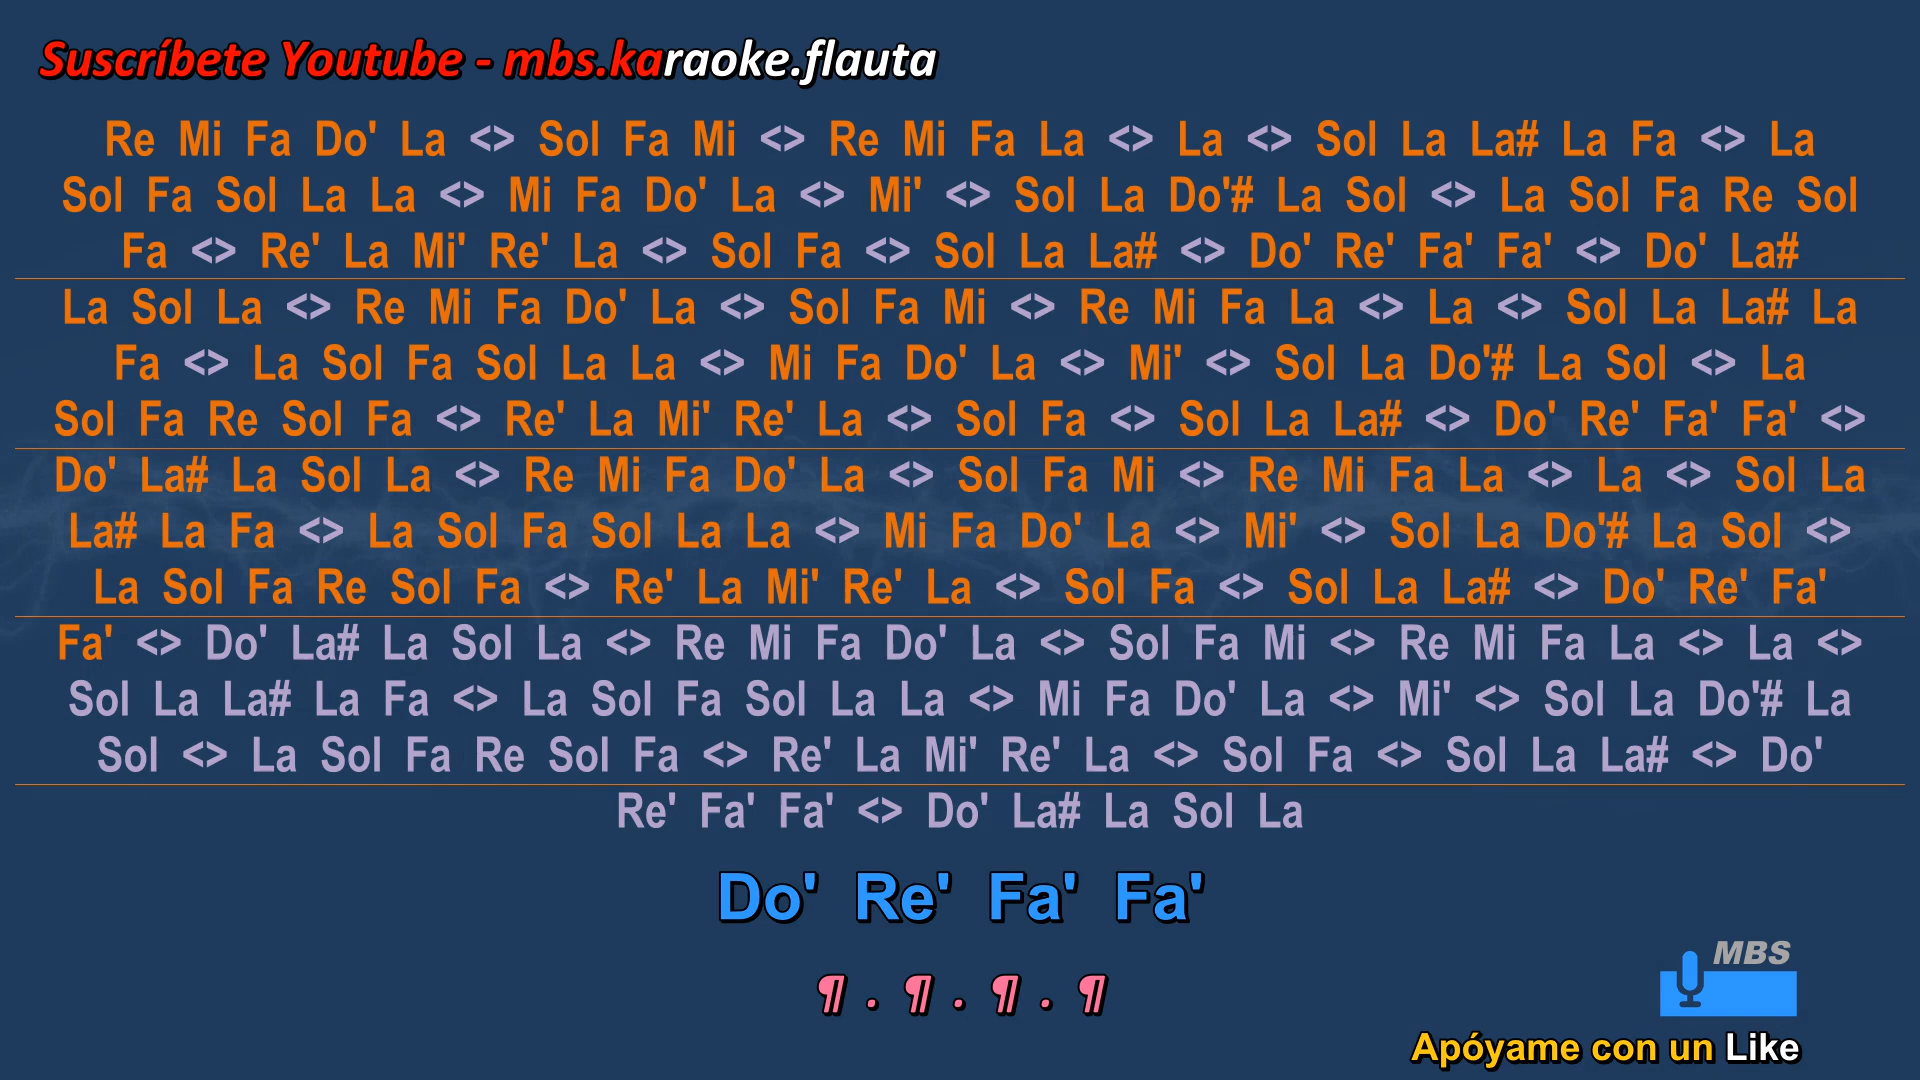 Suscríbete Youtube - mbs.karaoke.flauta
Re Mi Fa Do' La <> Sol Fa Mi <> Re Mi Fa La <> La <> Sol La La# La Fa <> La
Sol Fa Sol La La <> Mi Fa Do' La <> Mi' <> Sol La Do'# La Sol <> La Sol Fa Re Sol
Fa <> Re' La Mi' Re' La <> Sol Fa <> Sol La La# <> Do' Re' Fa' Fa' <> Do' La#
La Sol La <> Re Mi Fa Do' La <> Sol Fa Mi <> Re Mi Fa La <> La <> Sol La La# La
Fa <> La Sol Fa Sol La La <> Mi Fa Do' La <> Mi' <> Sol La Do'# La Sol <> La
Sol Fa Re Sol Fa <> Re' La Mi' Re' La <> Sol Fa <> Sol La La# <> Do' Re' Fa' Fa' <>
Do' La# La Sol La <> Re Mi Fa Do' La <> Sol Fa Mi <> Re Mi Fa La <> La <> Sol La
La# La Fa <> La Sol Fa Sol La La <> Mi Fa Do' La <> Mi' <> Sol La Do'# La Sol <>
La Sol Fa Re Sol Fa <> Re' La Mi' Re' La <> Sol Fa <> Sol La La# <> Do' Re' Fa'
Fa' <> Do' La# La Sol La <> Re Mi Fa Do' La <> Sol Fa Mi <> Re Mi Fa La <> La <>
Sol La La# La Fa <> La Sol Fa Sol La La <> Mi Fa Do' La <> Mi' <> Sol La Do'# La
Sol <> La Sol Fa Re Sol Fa <> Re' La Mi' Re' La <> Sol Fa <> Sol La La# <> Do'
Re' Fa' Fa' <> Do' La# La Sol La
Do' Re' Fa' Fa'
¶ . ¶ . ¶ . ¶
MBS
Apóyame con un Like